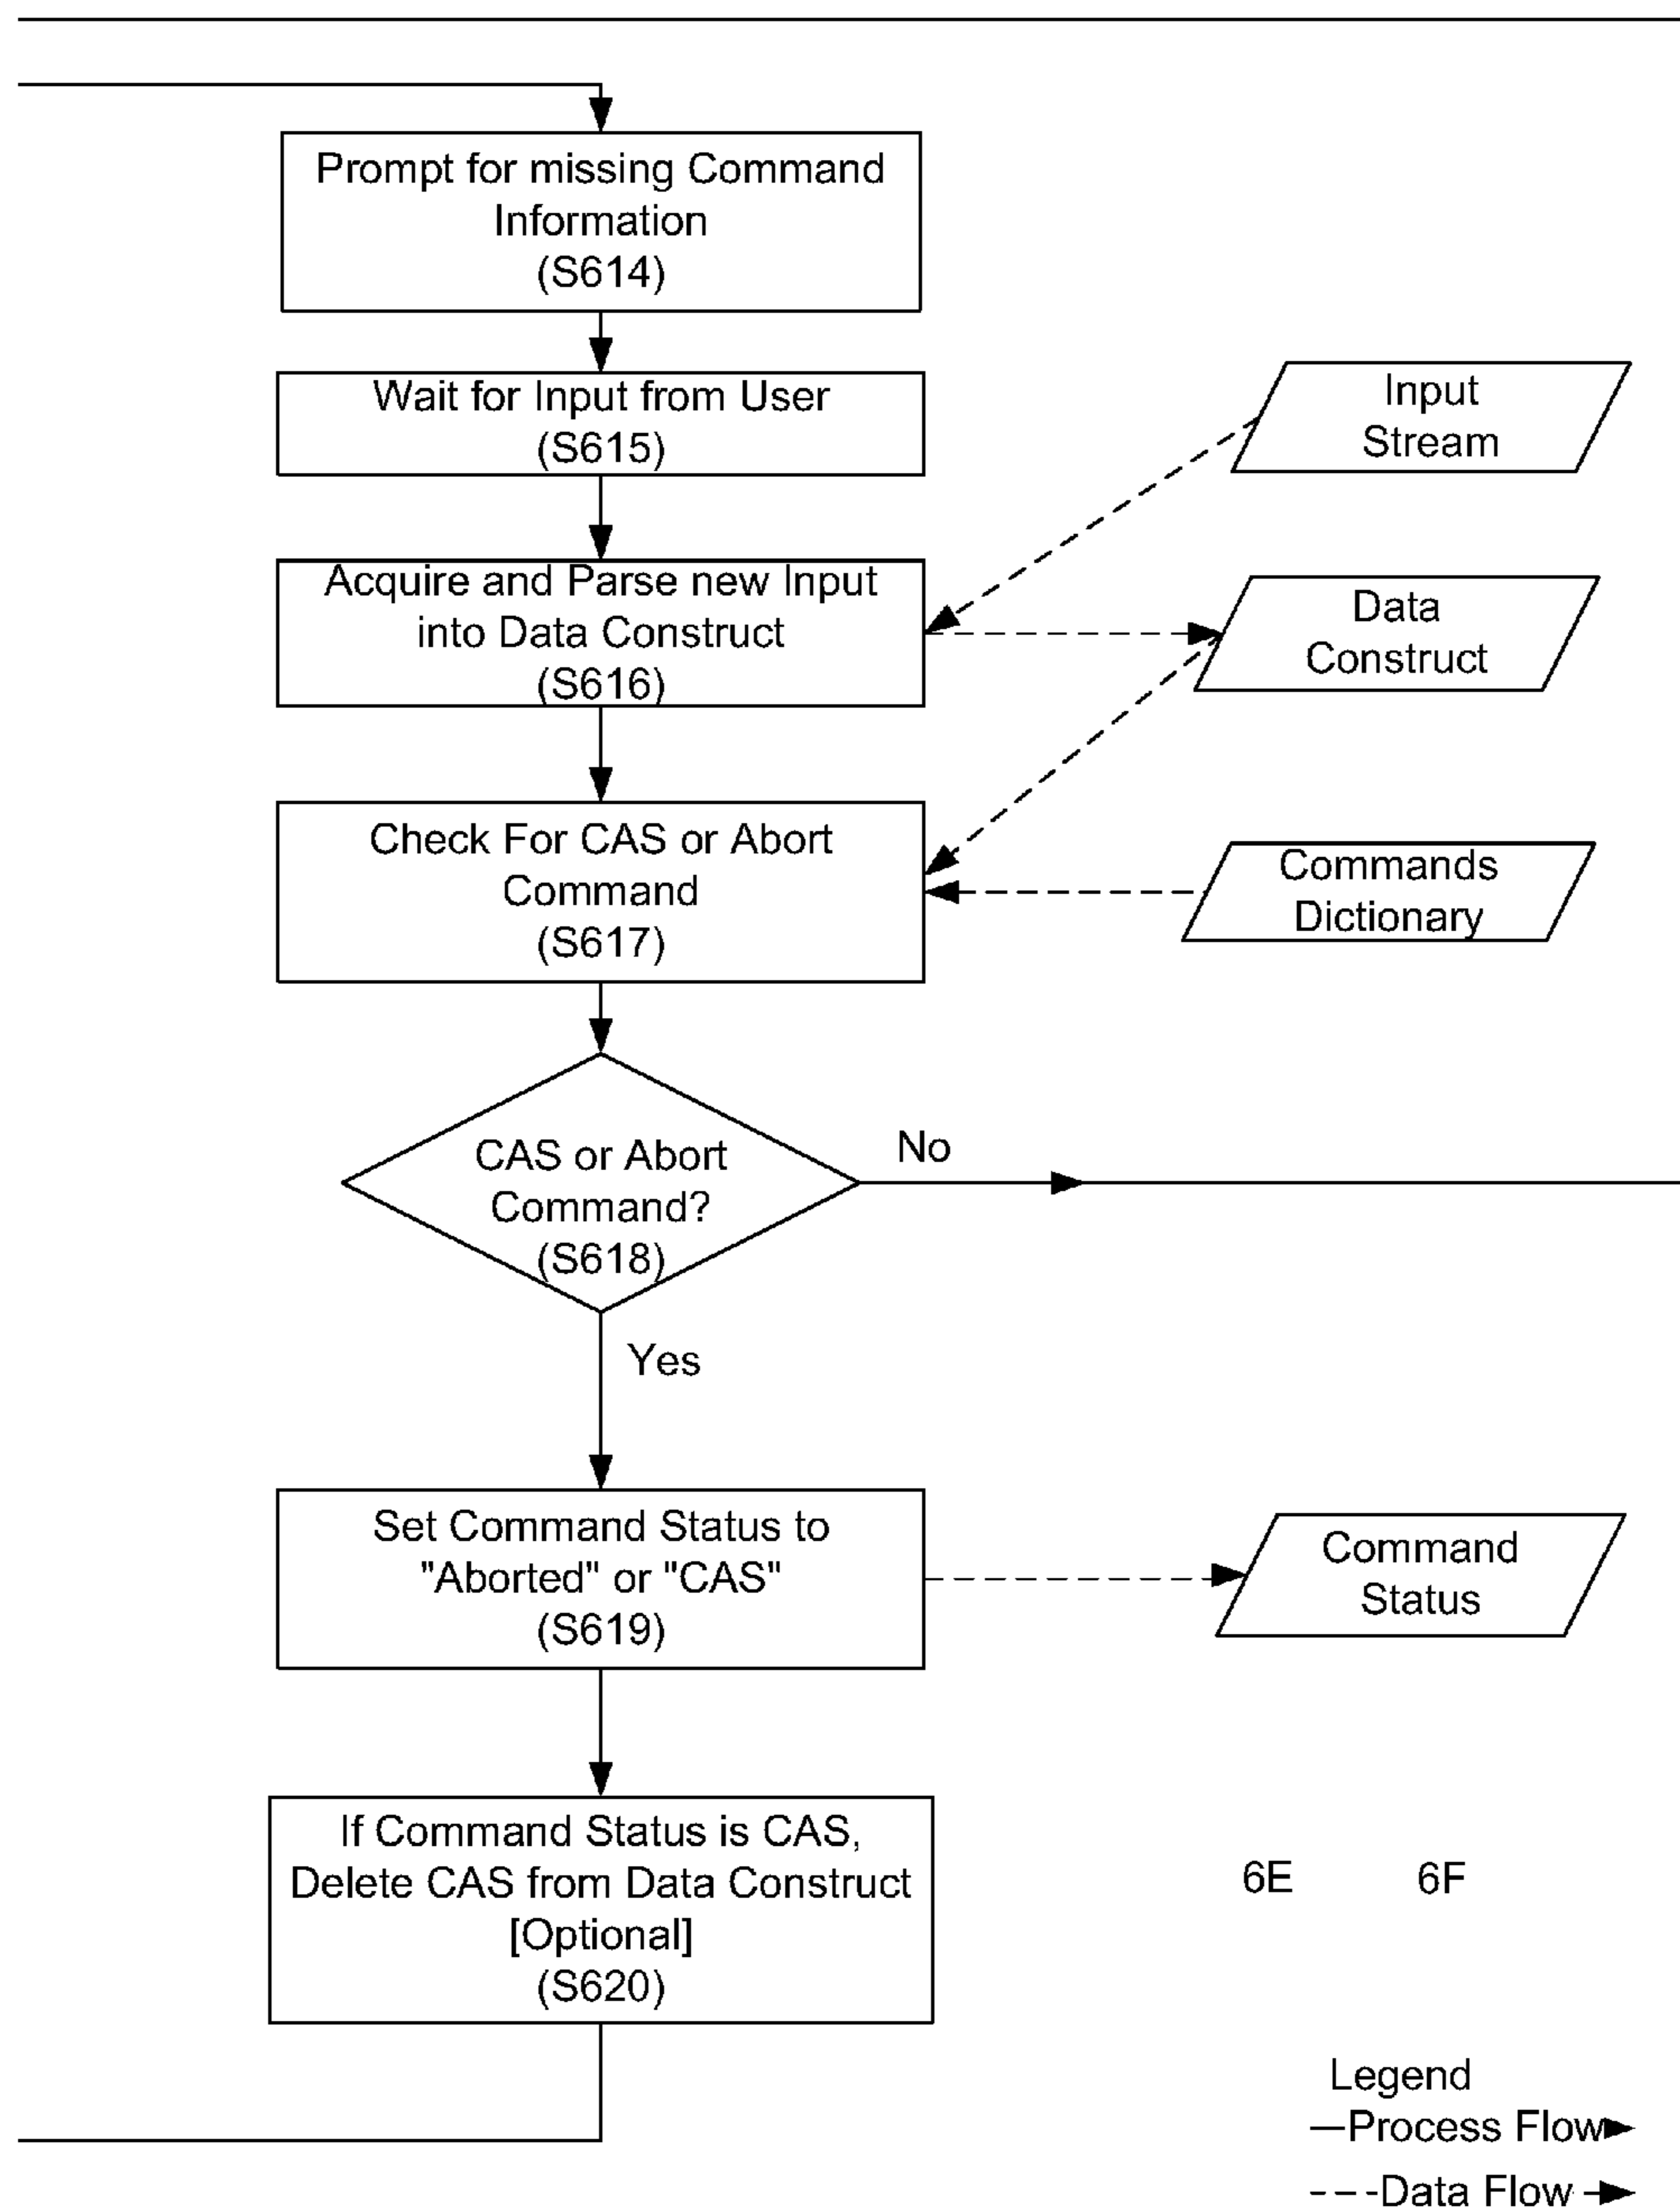 Prompt for missing Command
Information
(S614)
Wait for Input from User
(S615)
Input
Stream
Acquire and Parse new Input
into Data Construct
(S616)
Data
Construct
Check For CAS or Abort
Command
(S617)
Commands
Dictionary
CAS or Abort
Command?
(S618)
No
Yes
Set Command Status to
"Aborted" or "CAS"
(S619)
Command
Status
If Command Status is CAS,
Delete CAS from Data Construct
[Optional]
(S620)
6E 6F
Legend
Process Flow
Data Flow